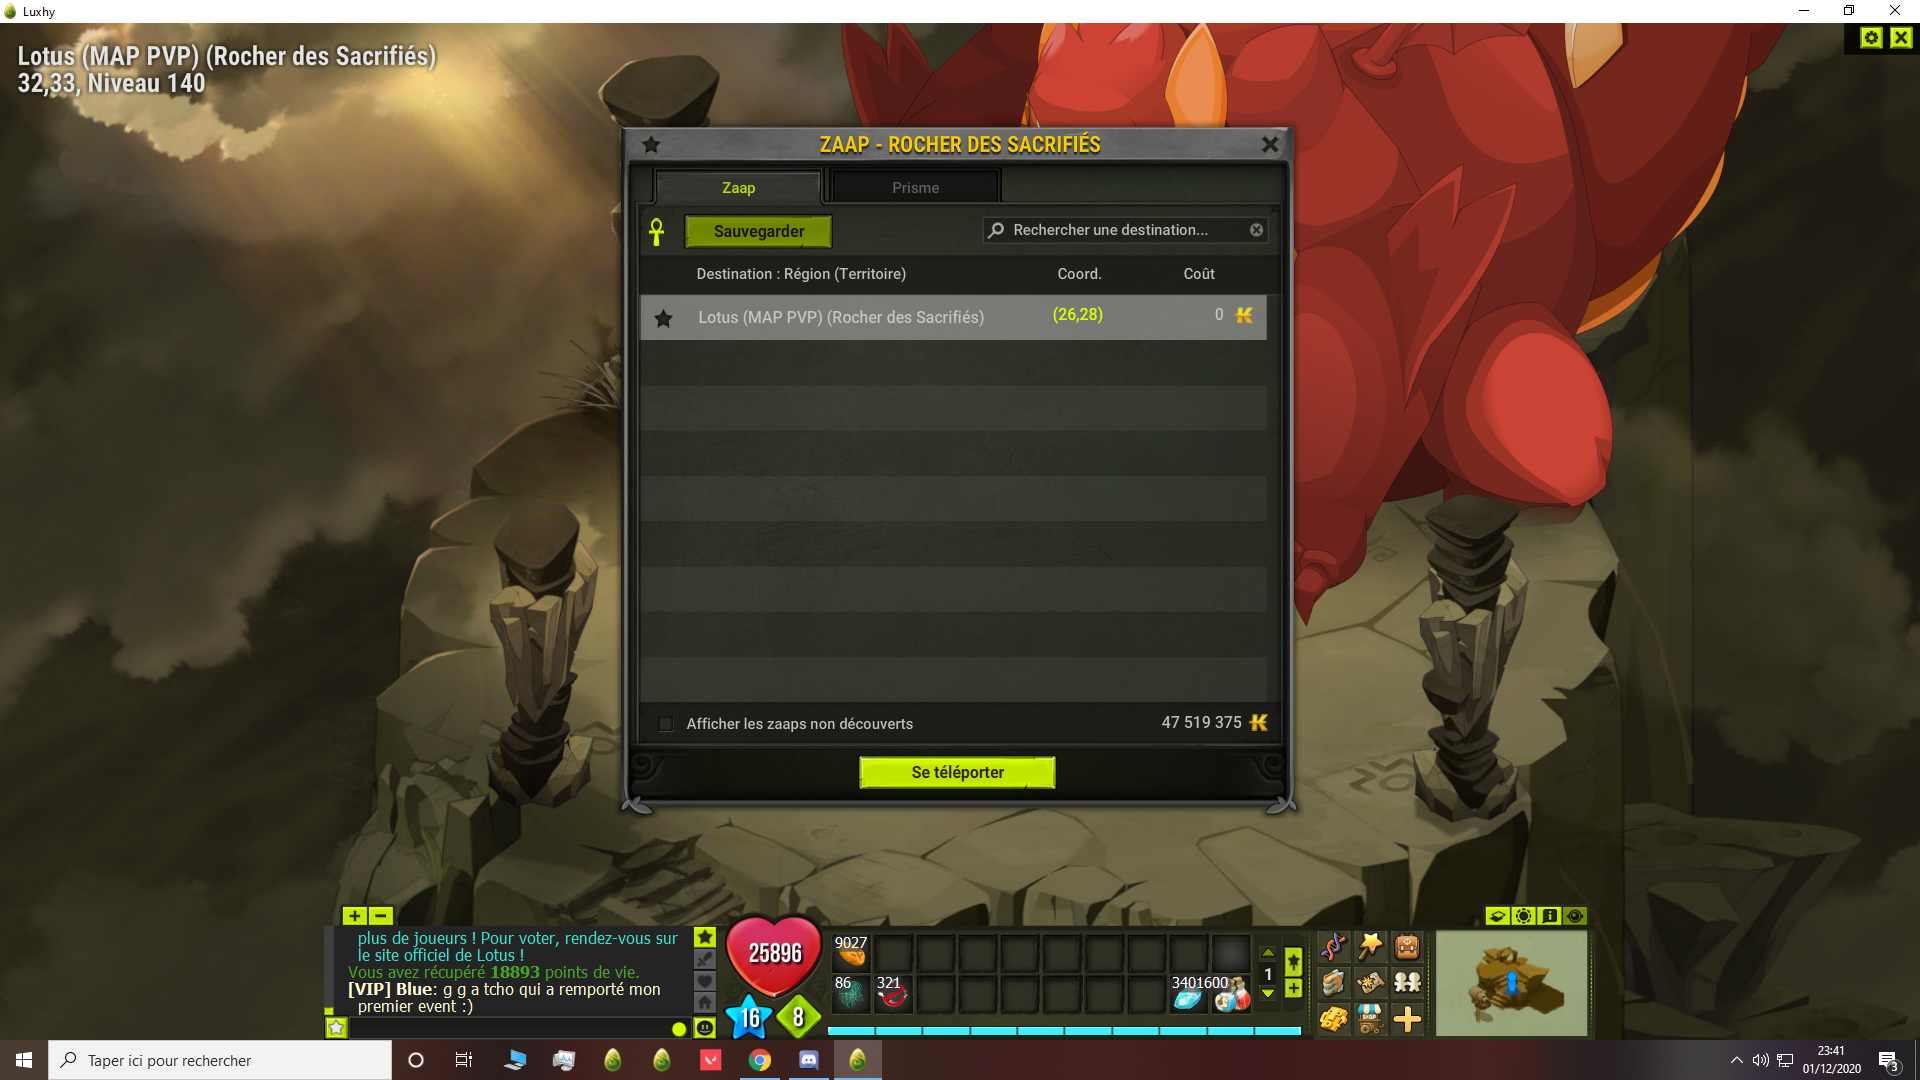 Luxhy
Lotus (MAP PVP) (Rocher des Sacrifiés)
32,33, Niveau 140
ZAAP - ROCHER DES SACRIFIÉS
Zaap
Prisme
Sauvegarder
Rechercher une destination...
Destination : Région (Territoire)
Coord.
Coût
Lotus (MAP PVP) (Rocher des Sacrifiés)
(26,28)
0
Afficher les zaaps non découverts
47 519 375
Se téléporter
plus de joueurs ! Pour voter, rendez-vous sur
le site officiel de Lotus !
Vous avez récupéré 18893 points de vie.
[VIP] Blue: g g a tcho qui a remporté mon
premier event :)
25896
16
8
9027
86
321
3401600
1
SHOP
Taper ici pour rechercher
23:41
01/12/2020
3